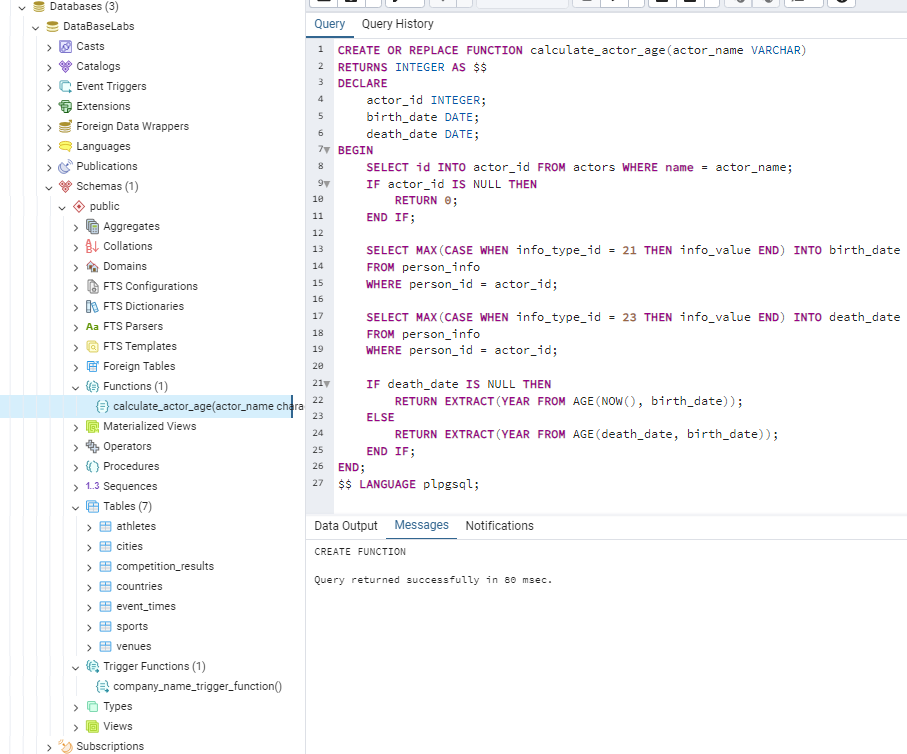 Databases (3)
DataBaseLabs
Casts
Catalogs
Event Triggers
Extensions
Foreign Data Wrappers
Languages
Publications
Schemas (1)
public
Aggregates
Collations
Domains
FTS Configurations
FTS Dictionaries
Aa FTS Parsers
FTS Templates
Foreign Tables
Functions (1)
calculate_actor_age(actor_name chara
Materialized Views
Operators
Procedures
1..3 Sequences
Tables (7)
athletes
cities
competition_results
countries
event_times
sports
venues
Trigger Functions (1)
company_name_trigger_function()
Types
Views
Subscriptions
Query Query History
1 CREATE OR REPLACE FUNCTION calculate_actor_age(actor_name VARCHAR)
2 RETURNS INTEGER AS $$
3 DECLARE
4 actor_id INTEGER;
5 birth_date DATE;
6 death_date DATE;
7 BEGIN
8 SELECT id INTO actor_id FROM actors WHERE name = actor_name;
9 IF actor_id IS NULL THEN
10 RETURN 0;
11 END IF;
12
13 SELECT MAX(CASE WHEN info_type_id = 21 THEN info_value END) INTO birth_date
14 FROM person_info
15 WHERE person_id = actor_id;
16
17 SELECT MAX(CASE WHEN info_type_id = 23 THEN info_value END) INTO death_date
18 FROM person_info
19 WHERE person_id = actor_id;
20
21 IF death_date IS NULL THEN
22 RETURN EXTRACT(YEAR FROM AGE(NOW(), birth_date));
23 ELSE
24 RETURN EXTRACT(YEAR FROM AGE(death_date, birth_date));
25 END IF;
26 END;
27 $$ LANGUAGE plpgsql;
Data Output Messages Notifications
CREATE FUNCTION
Query returned successfully in 80 msec.